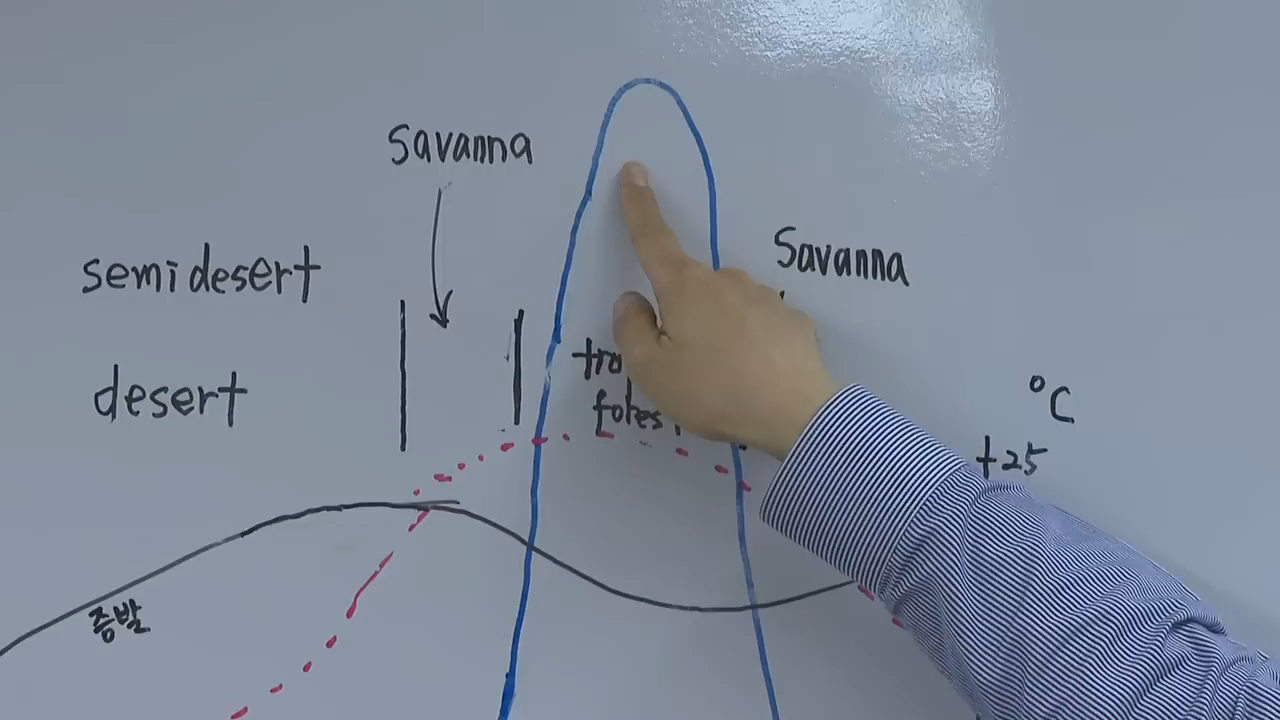 Savanna
semidesert
Savanna
desert
°C
+25
증발